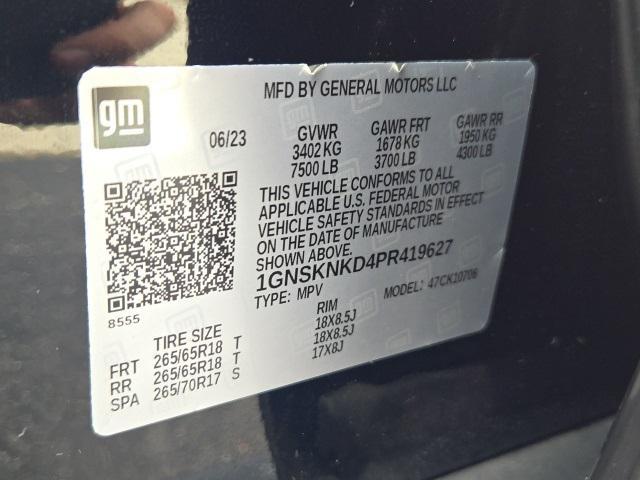 MFD BY GENERAL MOTORS LLC
gm
06/23
GVWR GAWR FRT GAWR RR
3402 KG 1678 KG 1950 KG
7500 LB 3700 LB 4300 LB
THIS VEHICLE CONFORMS TO ALL
APPLICABLE U.S. FEDERAL MOTOR
VEHICLE SAFETY STANDARDS IN EFFECT
ON THE DATE OF MANUFACTURE
SHOWN ABOVE.
1GNSKNKD4PR419627
TYPE: MPV MODEL: 47CK10706
8555
TIRE SIZE RIM
FRT 265/65R18 T 18X8.5J
RR 265/65R18 T 18X8.5J
SPA 265/70R17 S 17X8J